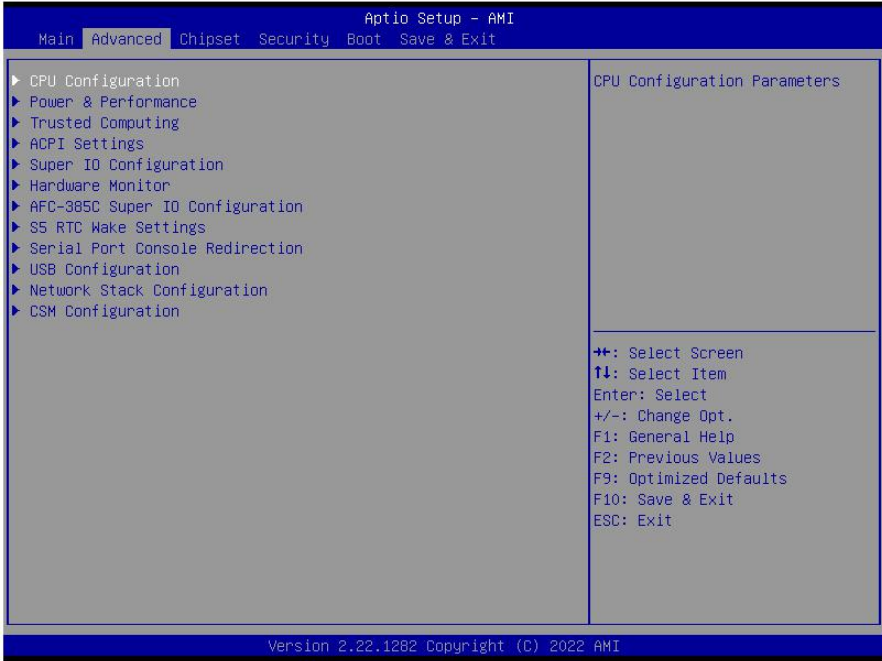 Aptio Setup - AMI
Main Advanced Chipset Security Boot Save & Exit
CPU Configuration
Power & Performance
Trusted Computing
ACPI Settings
Super IO Configuration
Hardware Monitor
AFC-385C Super IO Configuration
S5 RTC Wake Settings
Serial Port Console Redirection
USB Configuration
Network Stack Configuration
CSM Configuration
CPU Configuration Parameters
→←: Select Screen
↑↓: Select Item
Enter: Select
+/-: Change Opt.
F1: General Help
F2: Previous Values
F9: Optimized Defaults
F10: Save & Exit
ESC: Exit
Version 2.22.1282 Copyright (C) 2022 AMI